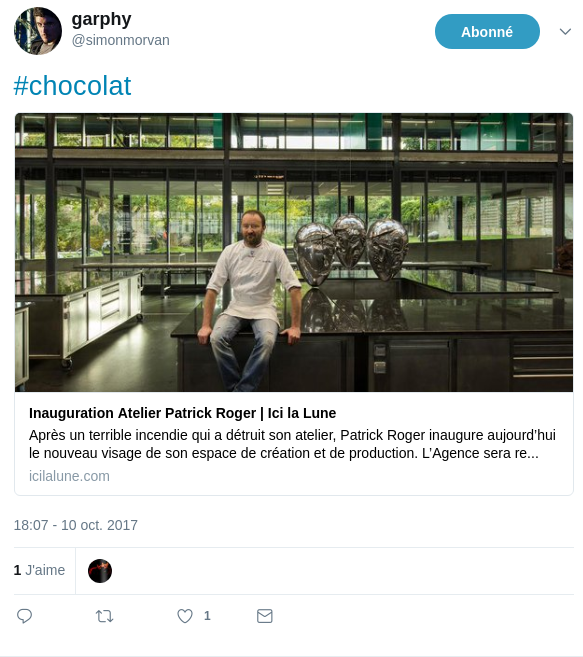 garphy
@simonmorvan
Abonné
#chocolat
Inauguration Atelier Patrick Roger | Ici la Lune
Après un terrible incendie qui a détruit son atelier, Patrick Roger inaugure aujourd'hui
le nouveau visage de son espace de création et de production. L'Agence sera re...
icilalune.com
18:07 - 10 oct. 2017
1 J'aime
1